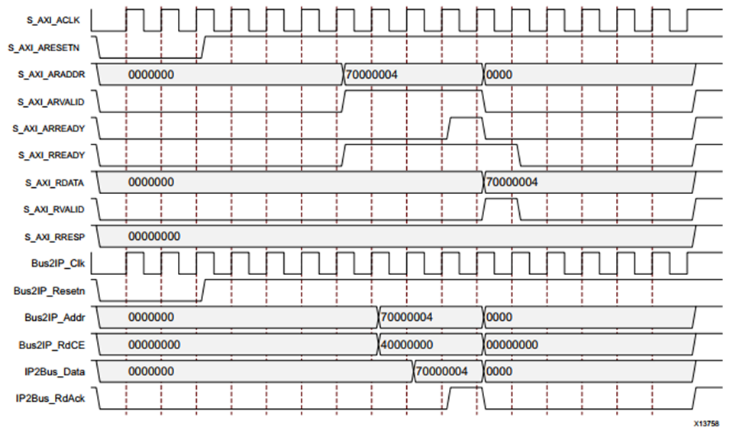 S_AXI_ACLK
S_AXI_ARESETN
S_AXI_ARADDR 0000000 70000004 0000
S_AXI_ARVALID
S_AXI_ARREADY
S_AXI_RREADY
S_AXI_RDATA 0000000 70000004
S_AXI_RVALID
S_AXI_RRESP 00000000
Bus2IP_Clk
Bus2IP_Resetn
Bus2IP_Addr 0000000 70000004 0000
Bus2IP_RdCE 00000000 40000000 00000000
IP2Bus_Data 0000000 70000004 0000
IP2Bus_RdAck
X13758